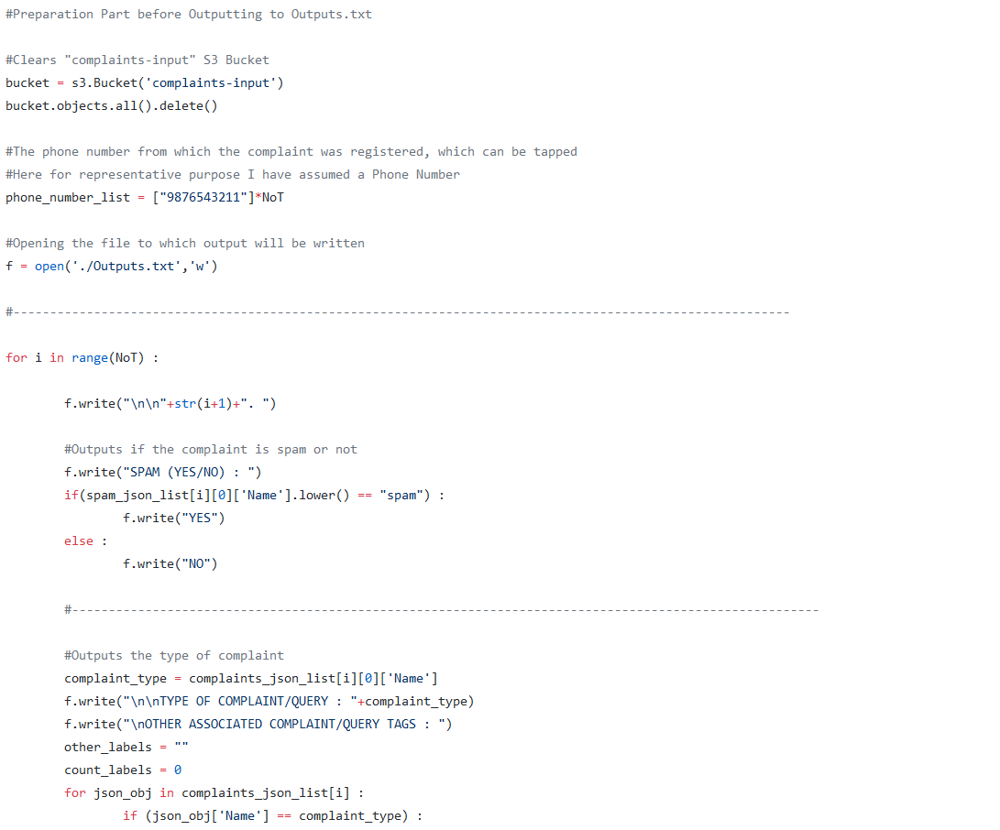 #Preparation Part before Outputting to Outputs.txt

#Clears "complaints-input" S3 Bucket
bucket = s3.Bucket('complaints-input')
bucket.objects.all().delete()

#The phone number from which the complaint was registered, which can be tapped
#Here for representative purpose I have assumed a Phone Number
phone_number_list = ["9876543211"]*NoT

#Opening the file to which output will be written
f = open('./Outputs.txt','w')

#----------------------------------------------------------------------------------------------------------

for i in range(NoT) :

        f.write("\n\n"+str(i+1)+". ")

        #Outputs if the complaint is spam or not
        f.write("SPAM (YES/NO) : ")
        if(spam_json_list[i][0]['Name'].lower() == "spam") :
                f.write("YES")
        else :
                f.write("NO")

        #------------------------------------------------------------------------------------------------------

        #Outputs the type of complaint
        complaint_type = complaints_json_list[i][0]['Name']
        f.write("\n\nTYPE OF COMPLAINT/QUERY : "+complaint_type)
        f.write("\nOTHER ASSOCIATED COMPLAINT/QUERY TAGS : ")
        other_labels = ""
        count_labels = 0
        for json_obj in complaints_json_list[i] :
                if (json_obj['Name'] == complaint_type) :